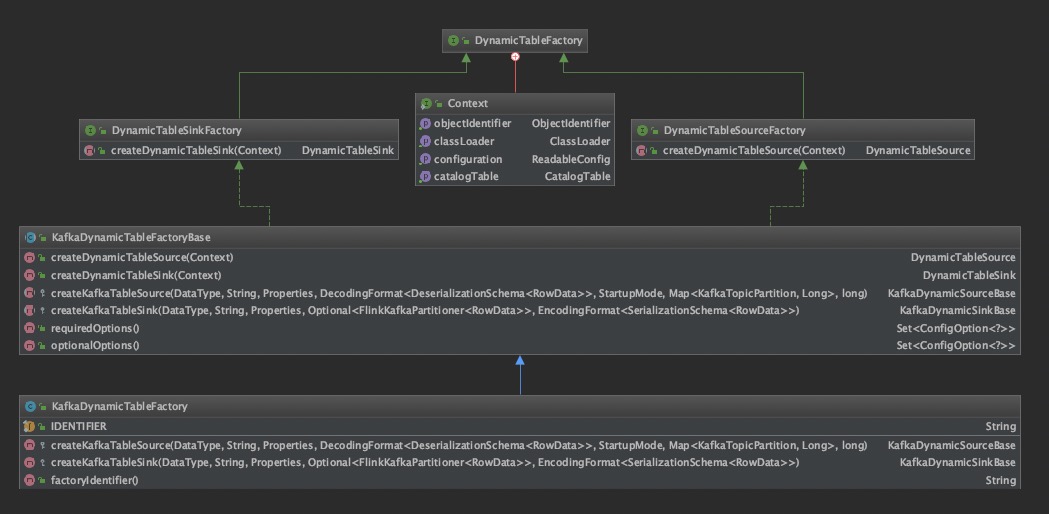 DynamicTableFactory
Context
objectIdentifier ObjectIdentifier
classLoader ClassLoader
configuration ReadableConfig
catalogTable CatalogTable
DynamicTableSinkFactory
createDynamicTableSink(Context) DynamicTableSink
DynamicTableSourceFactory
createDynamicTableSource(Context) DynamicTableSource
KafkaDynamicTableFactoryBase
createDynamicTableSource(Context) DynamicTableSource
createDynamicTableSink(Context) DynamicTableSink
createKafkaTableSource(DataType, String, Properties, DecodingFormat<DeserializationSchema<RowData>>, StartupMode, Map<KafkaTopicPartition, Long>, long) KafkaDynamicSourceBase
createKafkaTableSink(DataType, String, Properties, Optional<FlinkKafkaPartitioner<RowData>>, EncodingFormat<SerializationSchema<RowData>>) KafkaDynamicSinkBase
requiredOptions() Set<ConfigOption<?>>
optionalOptions() Set<ConfigOption<?>>
KafkaDynamicTableFactory
IDENTIFIER String
createKafkaTableSource(DataType, String, Properties, DecodingFormat<DeserializationSchema<RowData>>, StartupMode, Map<KafkaTopicPartition, Long>, long) KafkaDynamicSourceBase
createKafkaTableSink(DataType, String, Properties, Optional<FlinkKafkaPartitioner<RowData>>, EncodingFormat<SerializationSchema<RowData>>) KafkaDynamicSinkBase
factoryIdentifier() String